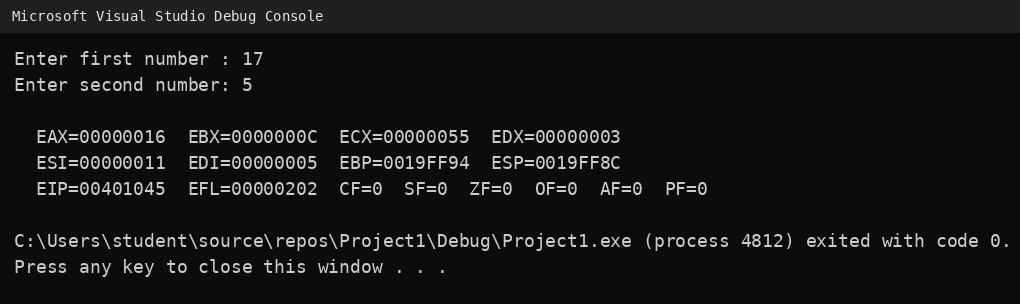 Microsoft Visual Studio Debug Console
Enter first number : 17
Enter second number: 5
EAX=00000016  EBX=0000000C  ECX=00000055  EDX=00000003
ESI=00000011  EDI=00000005  EBP=0019FF94  ESP=0019FF8C
EIP=00401045  EFL=00000202  CF=0  SF=0  ZF=0  OF=0  AF=0  PF=0
C:\Users\student\source\repos\Project1\Debug\Project1.exe (process 4812) exited with code 0.
Press any key to close this window . . .